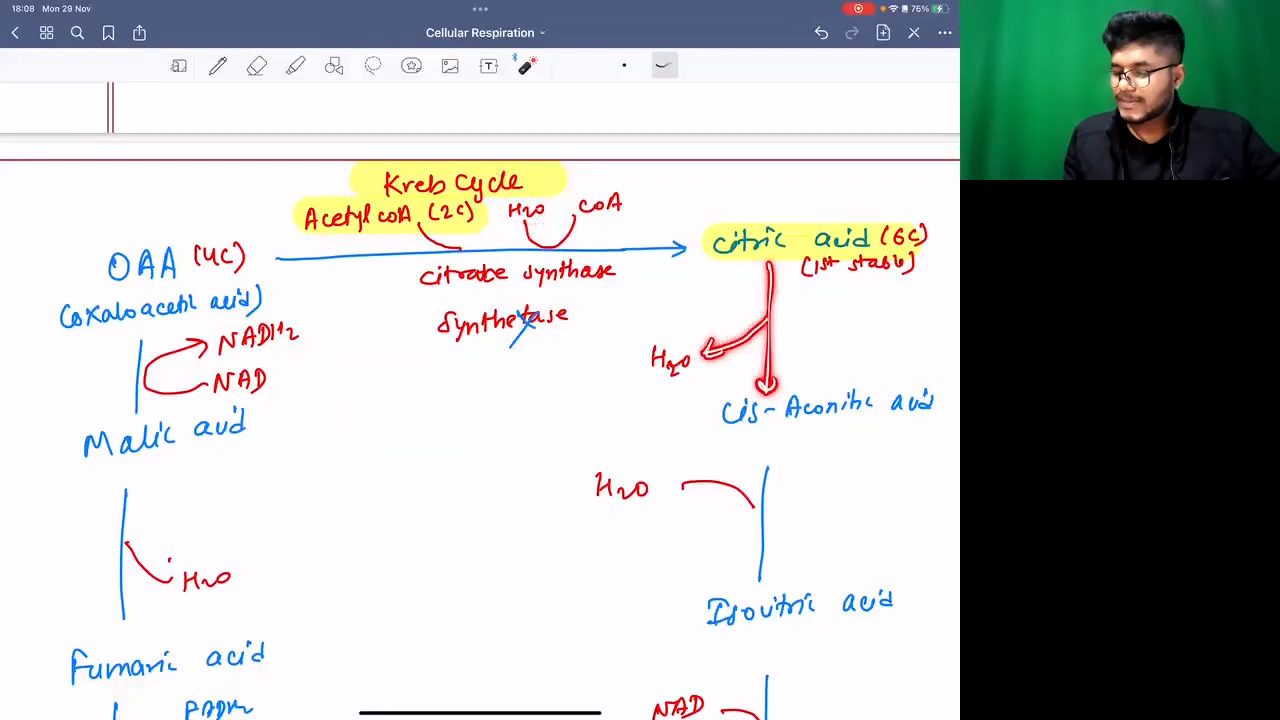 18:08 Mon 29 Nov
76%
Cellular Respiration
Kreb Cycle
Acetyl coA (2C)
H2O
CoA
OAA (4C)
(oxaloacetic acid)
citrate synthase
synthetase
Citric acid (6C)
(1st stable)
NADH2
NAD
H2O
Cis-Aconitic acid
Malic acid
H2O
H2O
Isocitric acid
Fumaric acid
FADH2
NAD